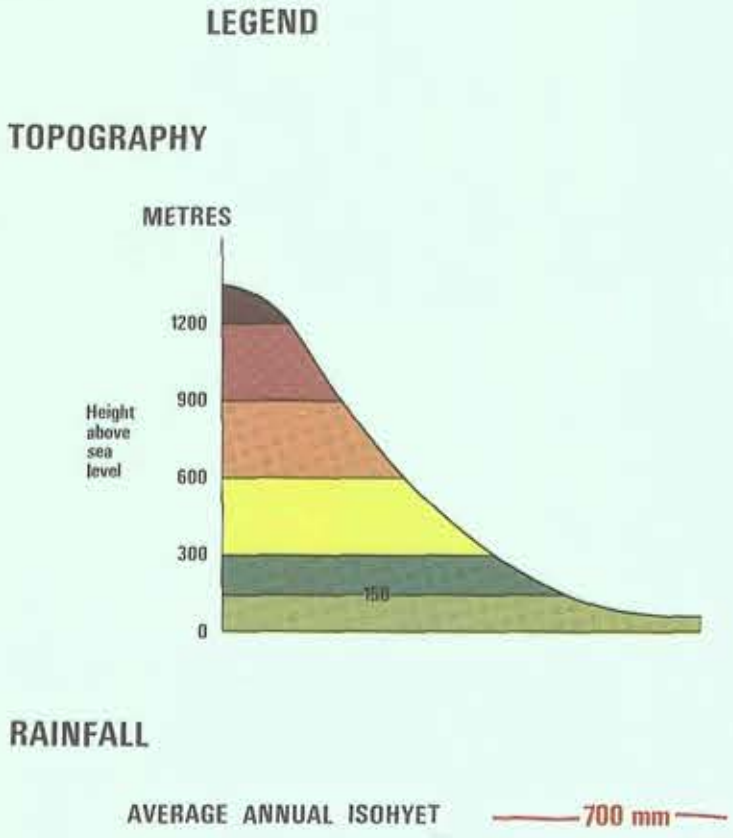 LEGEND
TOPOGRAPHY
METRES
1200
900
Height
above
sea
level
600
300
150
0
RAINFALL
AVERAGE ANNUAL ISOHYET 700 mm